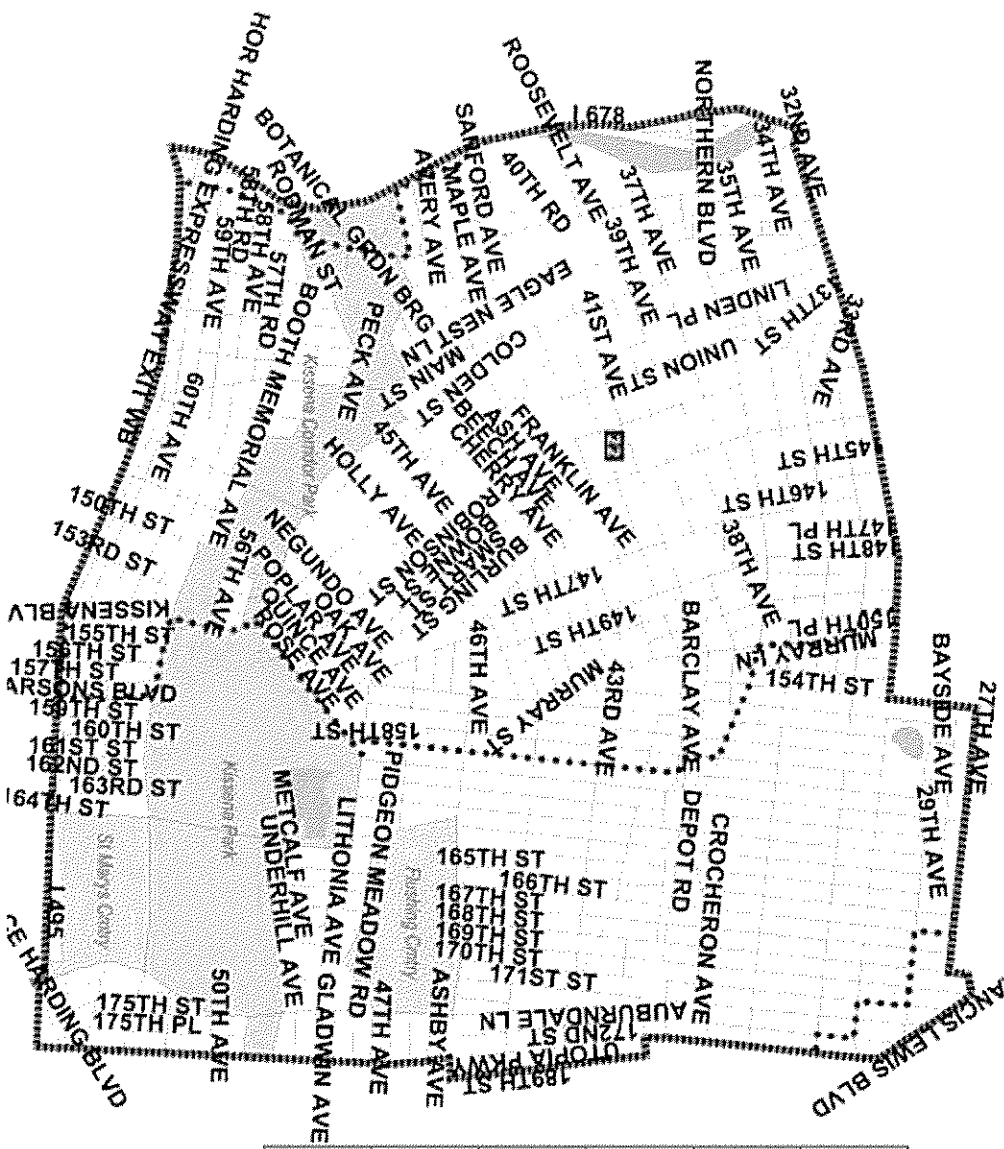 HOR HARDING EXPRESSWAY EXIT WB
BOTANICAL GRDN BRG
RODMAN ST
58TH RD
58TH AVE
59TH AVE
57TH RD
BOOTH MEMORIAL AVE
60TH AVE
PECK AVE
Kissena Corridor Park
AVERY AVE
MAPLE AVE
SANFORD AVE
40TH RD
ROOSEVELT AVE
I 678
39TH AVE
37TH AVE
NORTHERN BLVD
35TH AVE
34TH AVE
32ND AVE
LINDEN PL
37TH ST
33RD AVE
UNION ST
41ST AVE
EAGLE NEST LN
MAIN ST
COLDEN ST
FRANKLIN AVE
ASH AVE
BEECH AVE
CHERRY AVE
45TH AVE
HOLLY AVE
BURLING ST
145TH ST
146TH ST
147TH PL
148TH ST
38TH AVE
150TH PL
MURRAY LN
154TH ST
147TH ST
149TH ST
BARCLAY AVE
43RD AVE
MURRAY ST
46TH AVE
150TH ST
153RD ST
56TH AVE
NEGUNDO AVE
OAK AVE
POPLAR AVE
QUINCE AVE
ROSE AVE
158TH ST
KISSENA BLV
155TH ST
156TH ST
157TH ST
ARSONS BLVD
159TH ST
160TH ST
161ST ST
162ND ST
163RD ST
164TH ST
Kissena Park
St Mary Cmtry
METCALF AVE
UNDERHILL AVE
LITHONIA AVE
PIDGEON MEADOW RD
Flushing Cmtry
165TH ST
166TH ST
167TH ST
168TH ST
169TH ST
170TH ST
171ST ST
DEPOT RD
CROCHERON AVE
BAYSIDE AVE
27TH AVE
29TH AVE
I 495
CE HARDING BLVD
175TH ST
175TH PL
50TH AVE
GLADWIN AVE
47TH AVE
ASHBY AVE
AUBURNDALE LN
172ND ST
UTOPIA PKWY
189TH ST
ANCIS LEWIS BLVD